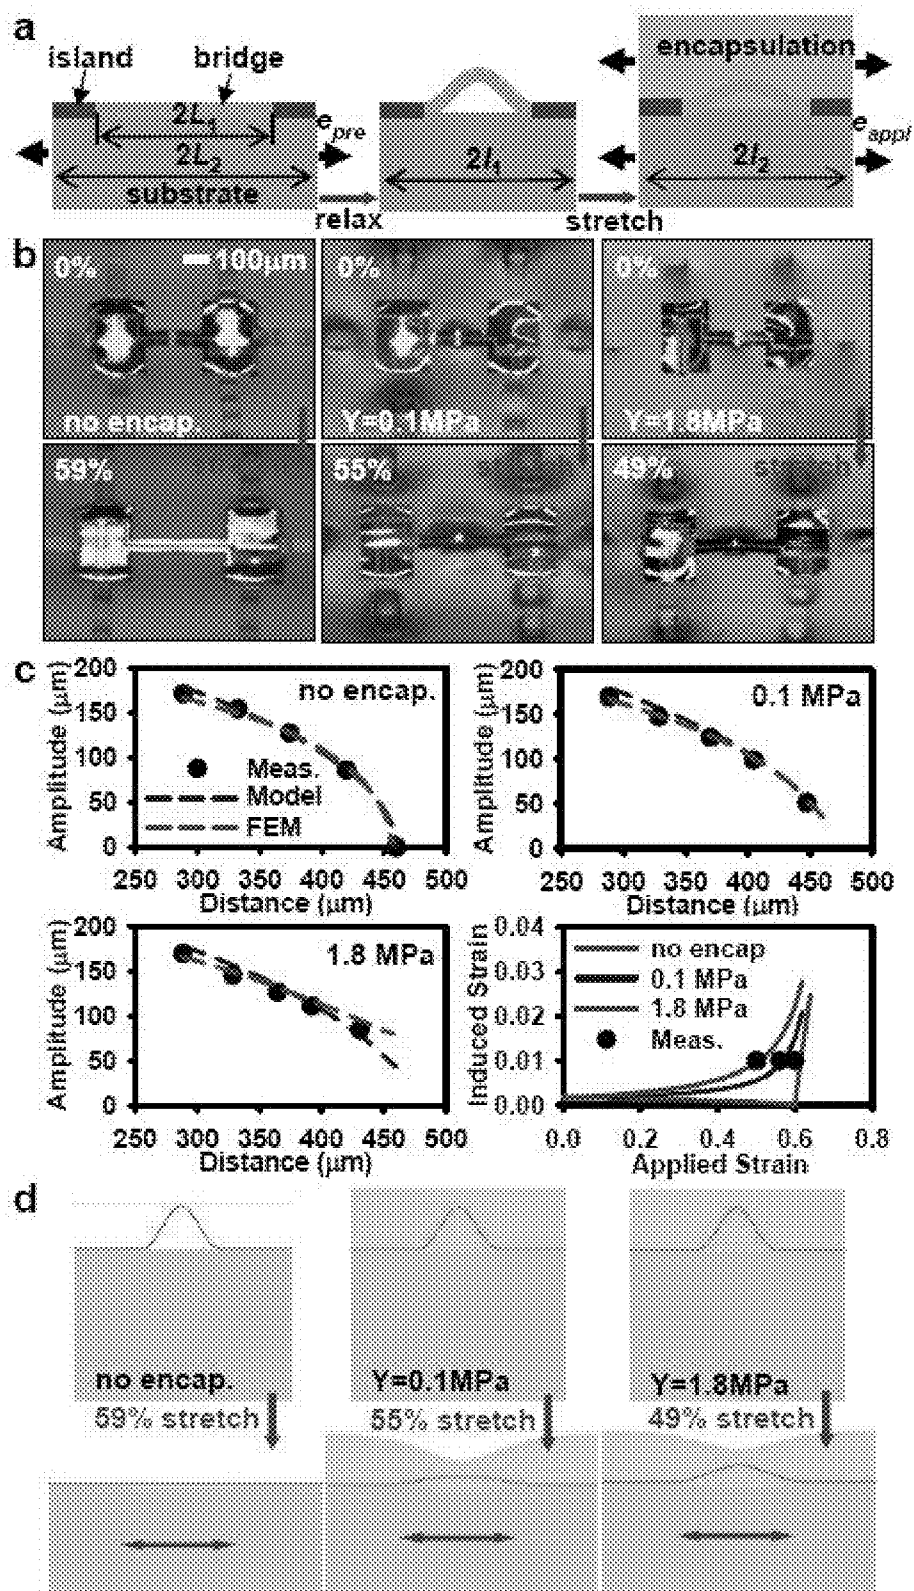 a
island bridge
encapsulation
2L1
2L2
substrate
e pre
relax
2l1
stretch
2l2
e appl
b
0% 100μm
no encap.
0%
Y=0.1MPa
0%
Y=1.8MPa
59%
55%
49%
c
Amplitude (μm)
200
150
100
50
0
no encap.
Meas.
Model
FEM
250 300 350 400 450 500
Distance (μm)
Amplitude (μm)
200
150
100
50
0
0.1 MPa
250 300 350 400 450 500
Distance (μm)
Amplitude (μm)
200
150
100
50
0
1.8 MPa
250 300 350 400 450 500
Distance (μm)
Induced Strain
0.04
0.03
0.02
0.01
0.00
no encap
0.1 MPa
1.8 MPa
Meas.
0.0 0.2 0.4 0.6 0.8
Applied Strain
d
no encap.
59% stretch
Y=0.1MPa
55% stretch
Y=1.8MPa
49% stretch